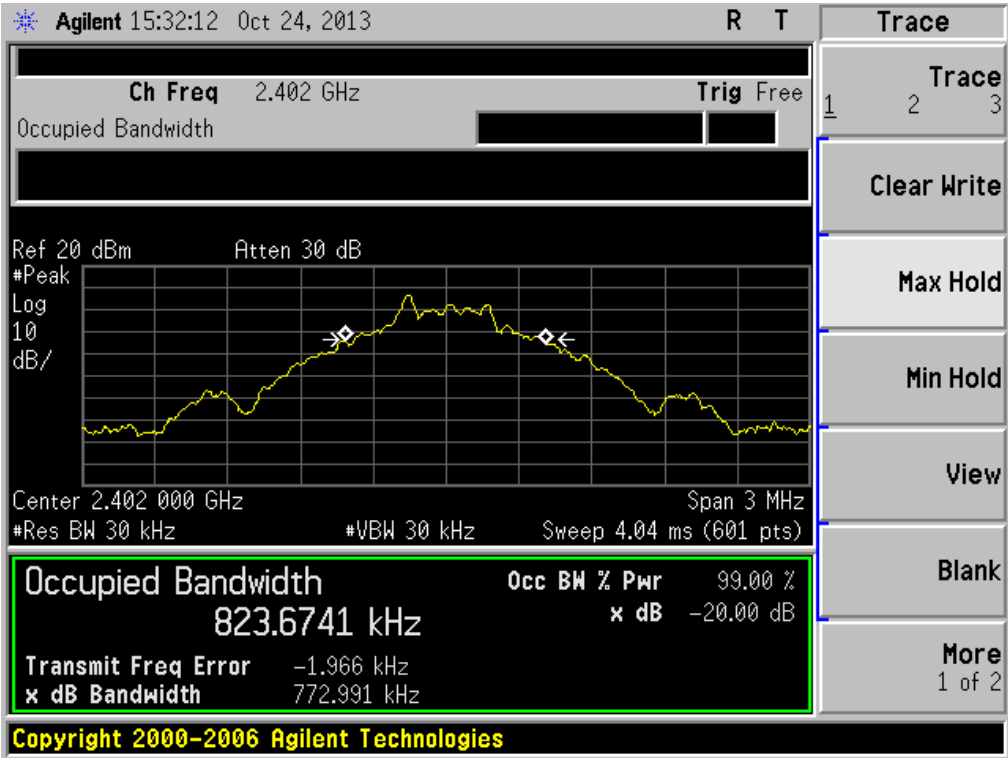 Agilent 15:32:12 Oct 24, 2013 R T
Trace
Ch Freq 2.402 GHz Trig Free
Occupied Bandwidth
Ref 20 dBm Atten 30 dB
#Peak
Log
10
dB/
Center 2.402 000 GHz Span 3 MHz
#Res BW 30 kHz #VBW 30 kHz Sweep 4.04 ms (601 pts)
Occupied Bandwidth Occ BW % Pwr 99.00 %
823.6741 kHz x dB -20.00 dB
Transmit Freq Error -1.966 kHz
x dB Bandwidth 772.991 kHz
Copyright 2000-2006 Agilent Technologies
Trace
1 2 3
Clear Write
Max Hold
Min Hold
View
Blank
More
1 of 2